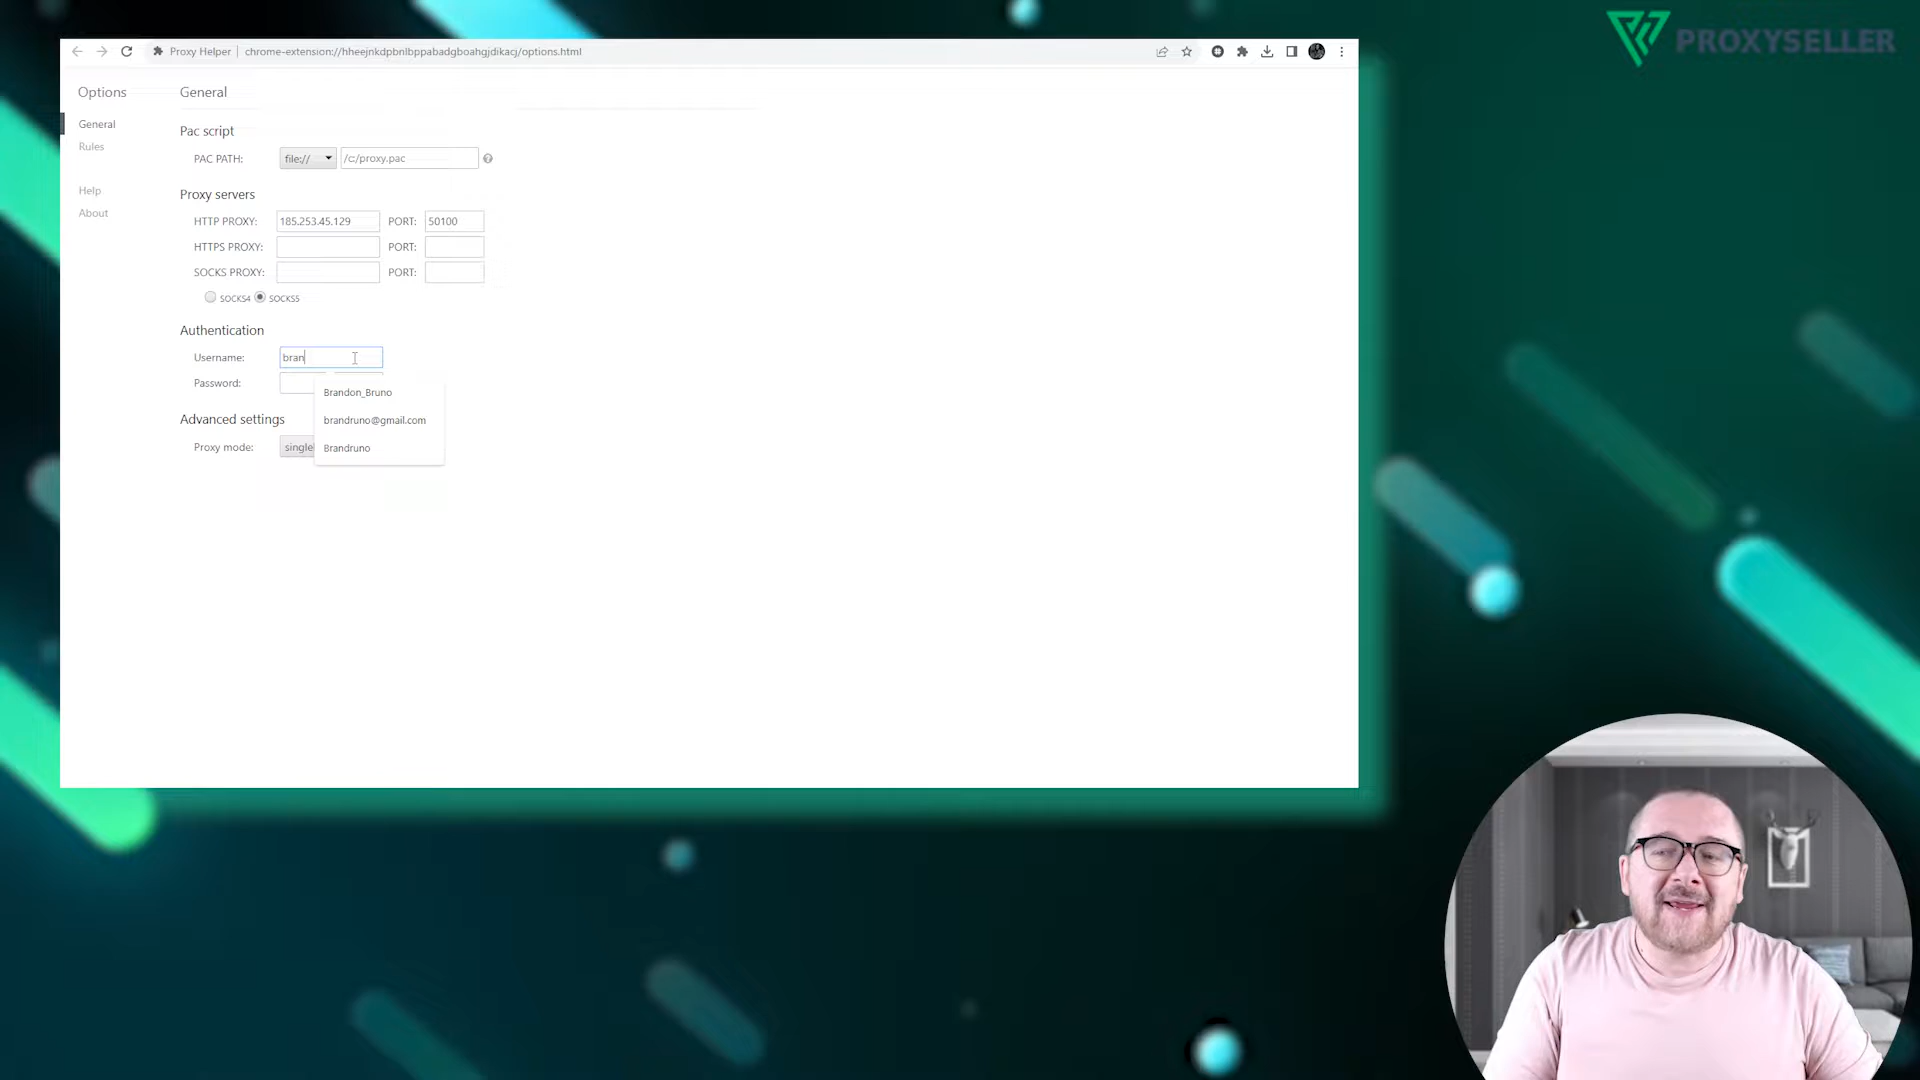 PROXYSELLER
Proxy Helper | chrome-extension://hheejnkdpbnlbppabadgboahgjdikacj/options.html
Options
General
Rules
Help
About
General
Pac script
PAC PATH: file:// /c:/proxy.pac ?
Proxy servers
HTTP PROXY: 185.253.45.129 PORT: 50100
HTTPS PROXY: PORT:
SOCKS PROXY: PORT:
SOCKS4 SOCKS5
Authentication
Username: bran
Password:
Brandon_Bruno
brandruno@gmail.com
Brandruno
Advanced settings
Proxy mode: single